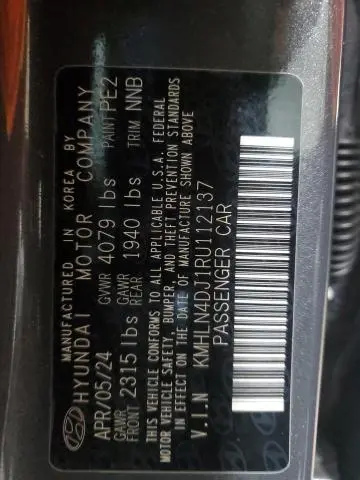 MANUFACTURED IN KOREA BY
HYUNDAI MOTOR COMPANY
APR/05/24 GVWR 4079 lbs PAINT PE2
GAWR FRONT 2315 lbs GAWR REAR 1940 lbs TRIM NNB
THIS VEHICLE CONFORMS TO ALL APPLICABLE U.S.A. FEDERAL
MOTOR VEHICLE SAFETY, BUMPER, AND THEFT PREVENTION STANDARDS
IN EFFECT ON THE DATE OF MANUFACTURE SHOWN ABOVE
V.I.N KMHLN4DJ1RU112137
PASSENGER CAR